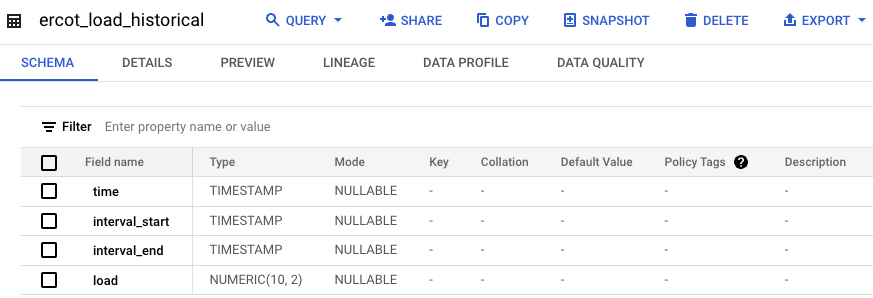 ercot_load_historical QUERY SHARE COPY SNAPSHOT DELETE EXPORT
SCHEMA DETAILS PREVIEW LINEAGE DATA PROFILE DATA QUALITY
Filter Enter property name or value
Field name Type Mode Key Collation Default Value Policy Tags ? Description
time TIMESTAMP NULLABLE - - - - -
interval_start TIMESTAMP NULLABLE - - - - -
interval_end TIMESTAMP NULLABLE - - - - -
load NUMERIC(10, 2) NULLABLE - - - - -